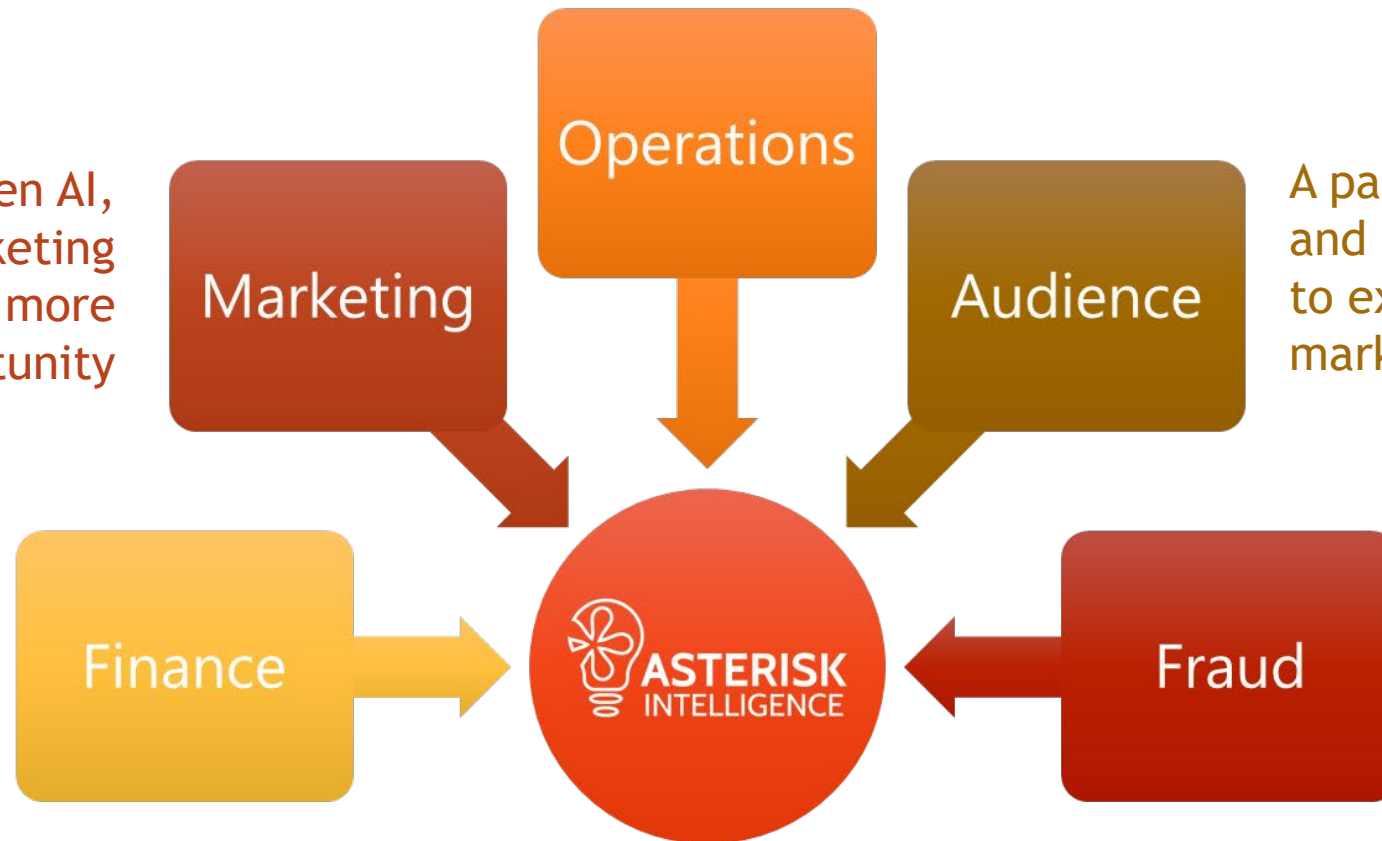 Operations
en AI,
keting
more
tunity
Marketing
Audience
A pa
and
to ex
mark
Finance
ASTERISK
INTELLIGENCE
Fraud